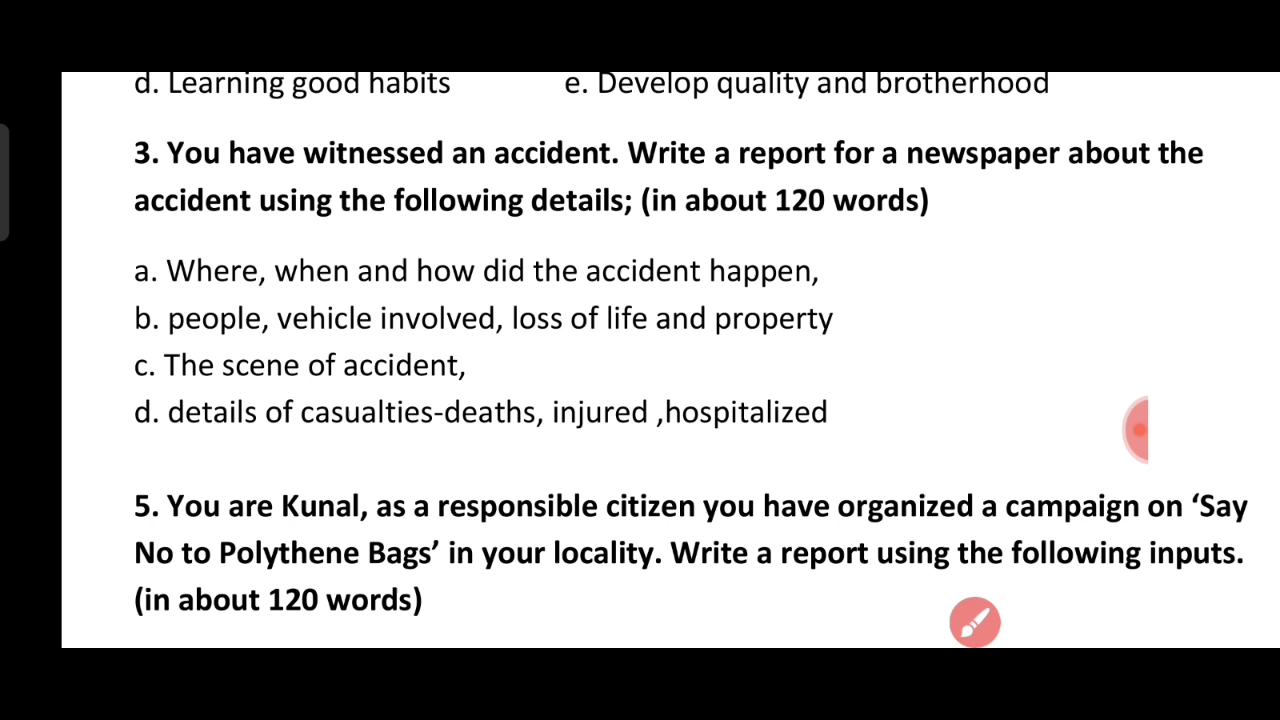 d. Learning good habits e. Develop quality and brotherhood
3. You have witnessed an accident. Write a report for a newspaper about the
accident using the following details; (in about 120 words)
a. Where, when and how did the accident happen,
b. people, vehicle involved, loss of life and property
c. The scene of accident,
d. details of casualties-deaths, injured ,hospitalized
5. You are Kunal, as a responsible citizen you have organized a campaign on ‘Say
No to Polythene Bags’ in your locality. Write a report using the following inputs.
(in about 120 words)